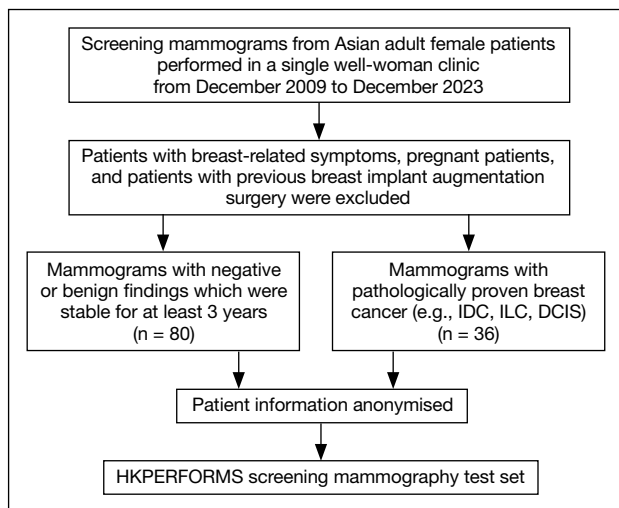 Screening mammograms from Asian adult female patients
performed in a single well-woman clinic
from December 2009 to December 2023
Patients with breast-related symptoms, pregnant patients,
and patients with previous breast implant augmentation
surgery were excluded
Mammograms with negative
or benign findings which were
stable for at least 3 years
(n = 80)
Mammograms with
pathologically proven breast
cancer (e.g., IDC, ILC, DCIS)
(n = 36)
Patient information anonymised
HKPERFORMS screening mammography test set